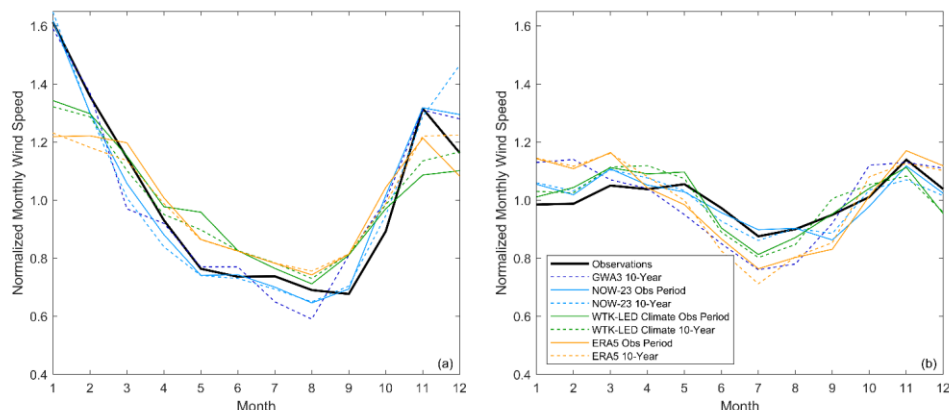 Normalized Monthly Wind Speed
1.6
1.4
1.2
1.0
0.8
0.6
0.4
1 2 3 4 5 6 7 8 9 10 11 12
Month
(a)
Normalized Monthly Wind Speed
1.6
1.4
1.2
1.0
0.8
0.6
0.4
Observations
GWA3 10-Year
NOW-23 Obs Period
NOW-23 10-Year
WTK-LED Climate Obs Period
WTK-LED Climate 10-Year
ERA5 Obs Period
ERA5 10-Year
1 2 3 4 5 6 7 8 9 10 11 12
Month
(b)